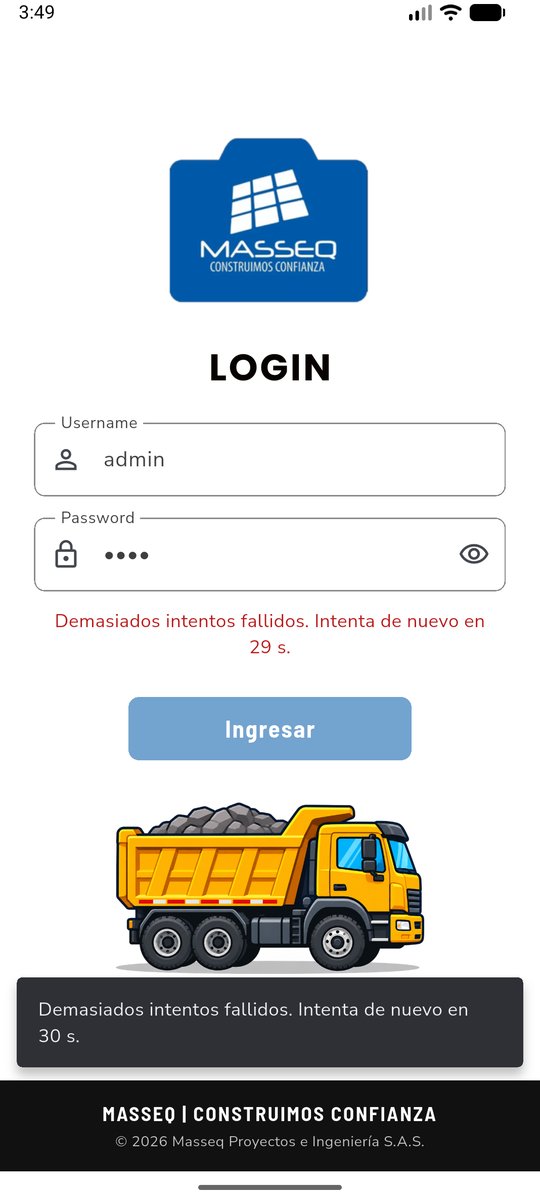 3:49
MASSEQ
CONSTRUIMOS CONFIANZA
LOGIN
Username
admin
Password
••••
Demasiados intentos fallidos. Intenta de nuevo en
29 s.
Ingresar
Demasiados intentos fallidos. Intenta de nuevo en
30 s.
MASSEQ | CONSTRUIMOS CONFIANZA
© 2026 Masseq Proyectos e Ingeniería S.A.S.